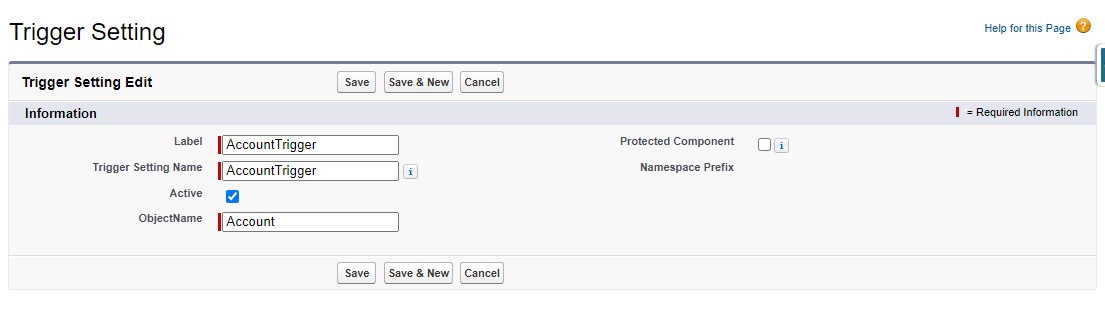 Trigger Setting
Help for this Page ?
Trigger Setting Edit Save Save & New Cancel
Information = Required Information
Label AccountTrigger Protected Component i
Trigger Setting Name AccountTrigger i Namespace Prefix
Active
ObjectName Account
Save Save & New Cancel